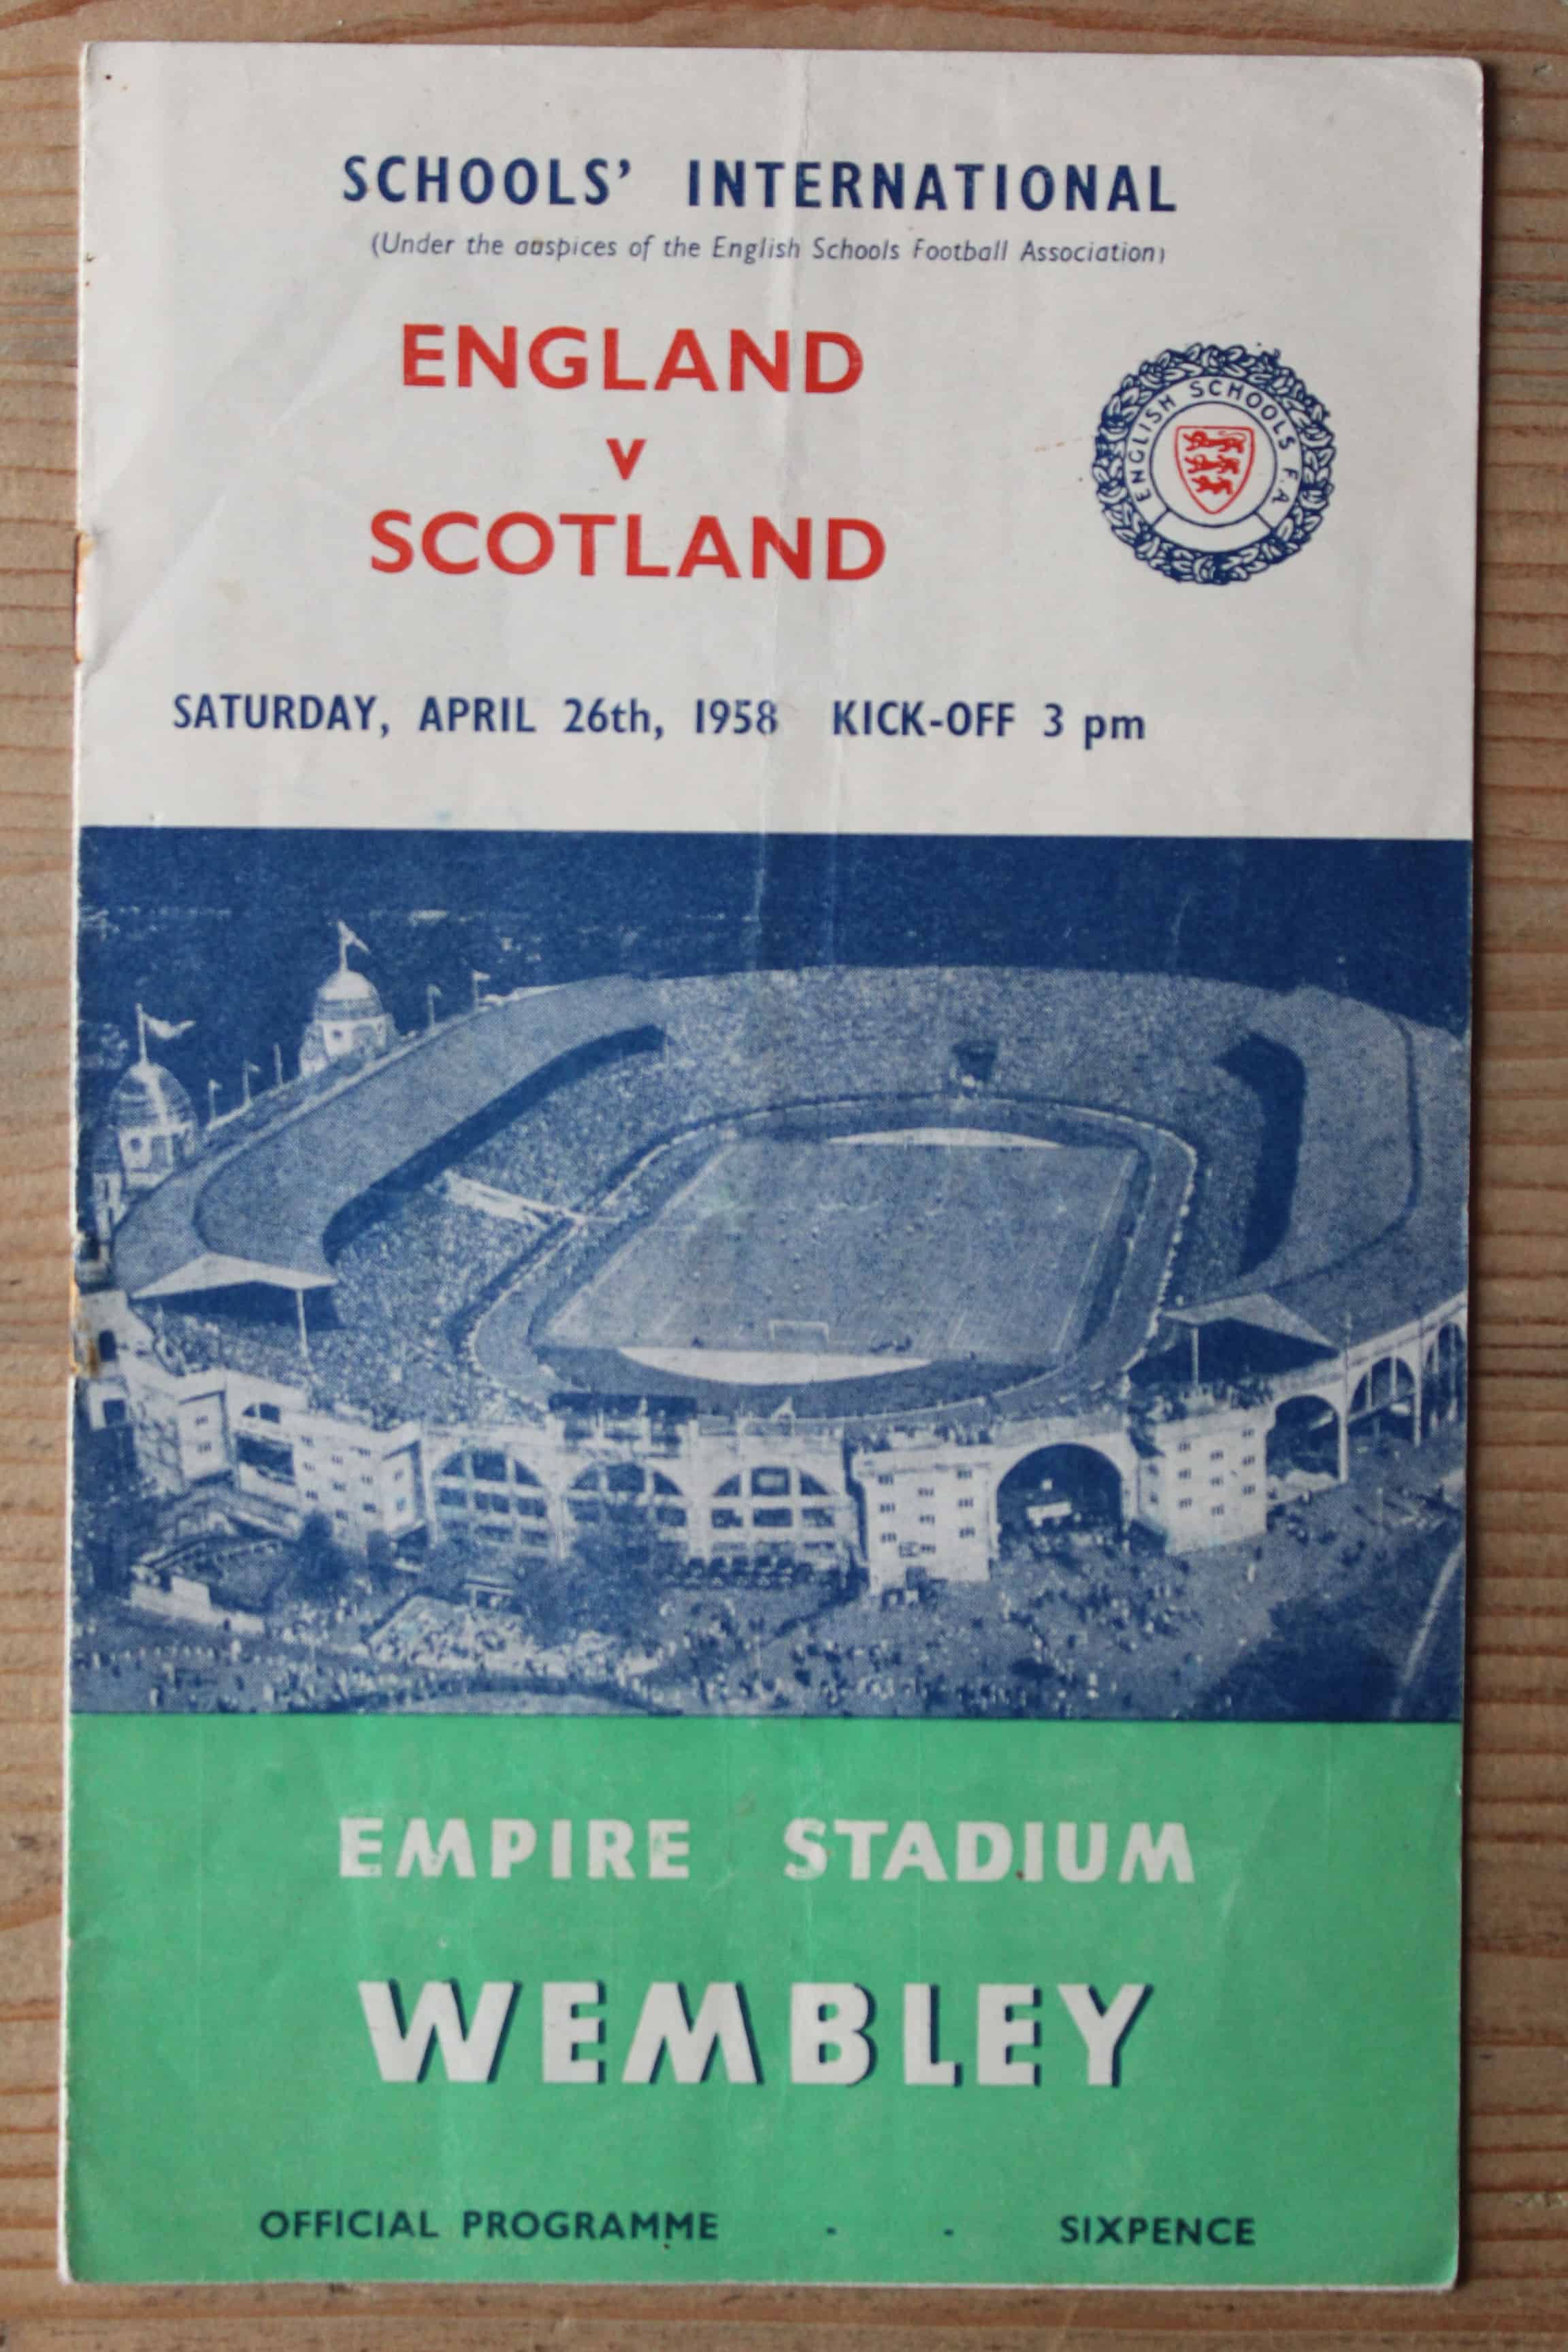 SCHOOLS' INTERNATIONAL
(Under the auspices of the English Schools Football Association)
ENGLAND
v
SCOTLAND
ENGLISH SCHOOLS F.A
SATURDAY, APRIL 26th, 1958 KICK-OFF 3 pm
EMPIRE STADIUM
WEMBLEY
OFFICIAL PROGRAMME - - SIXPENCE